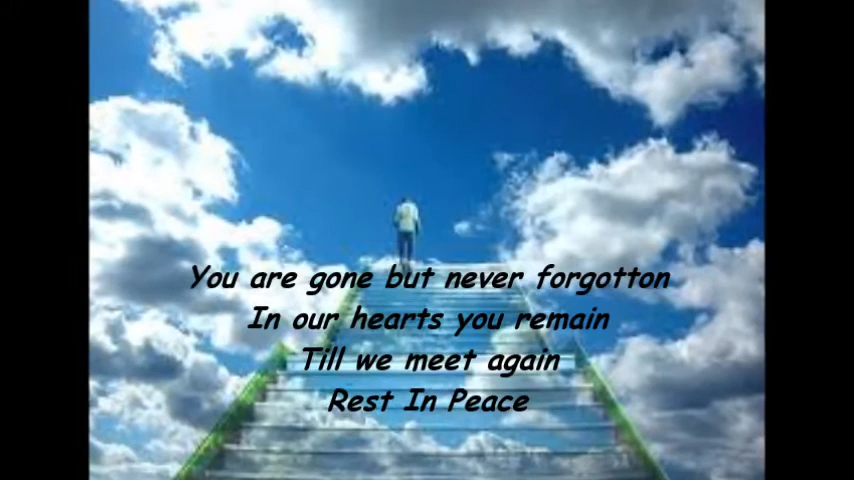 You are gone but never forgotton
In our hearts you remain
Till we meet again
Rest In Peace